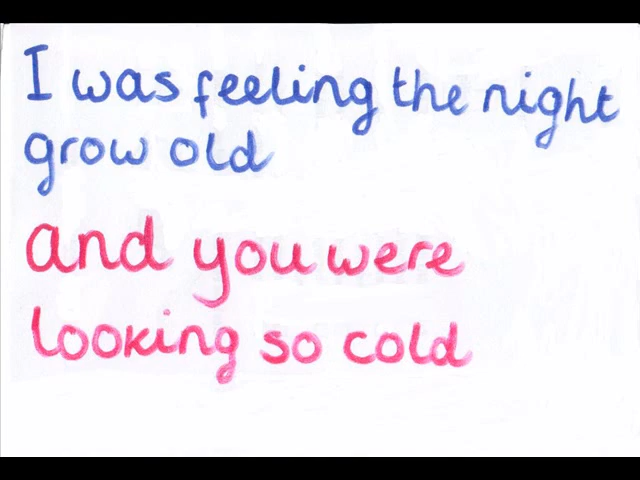 I was feeling the night
grow old
and you were
looking so cold